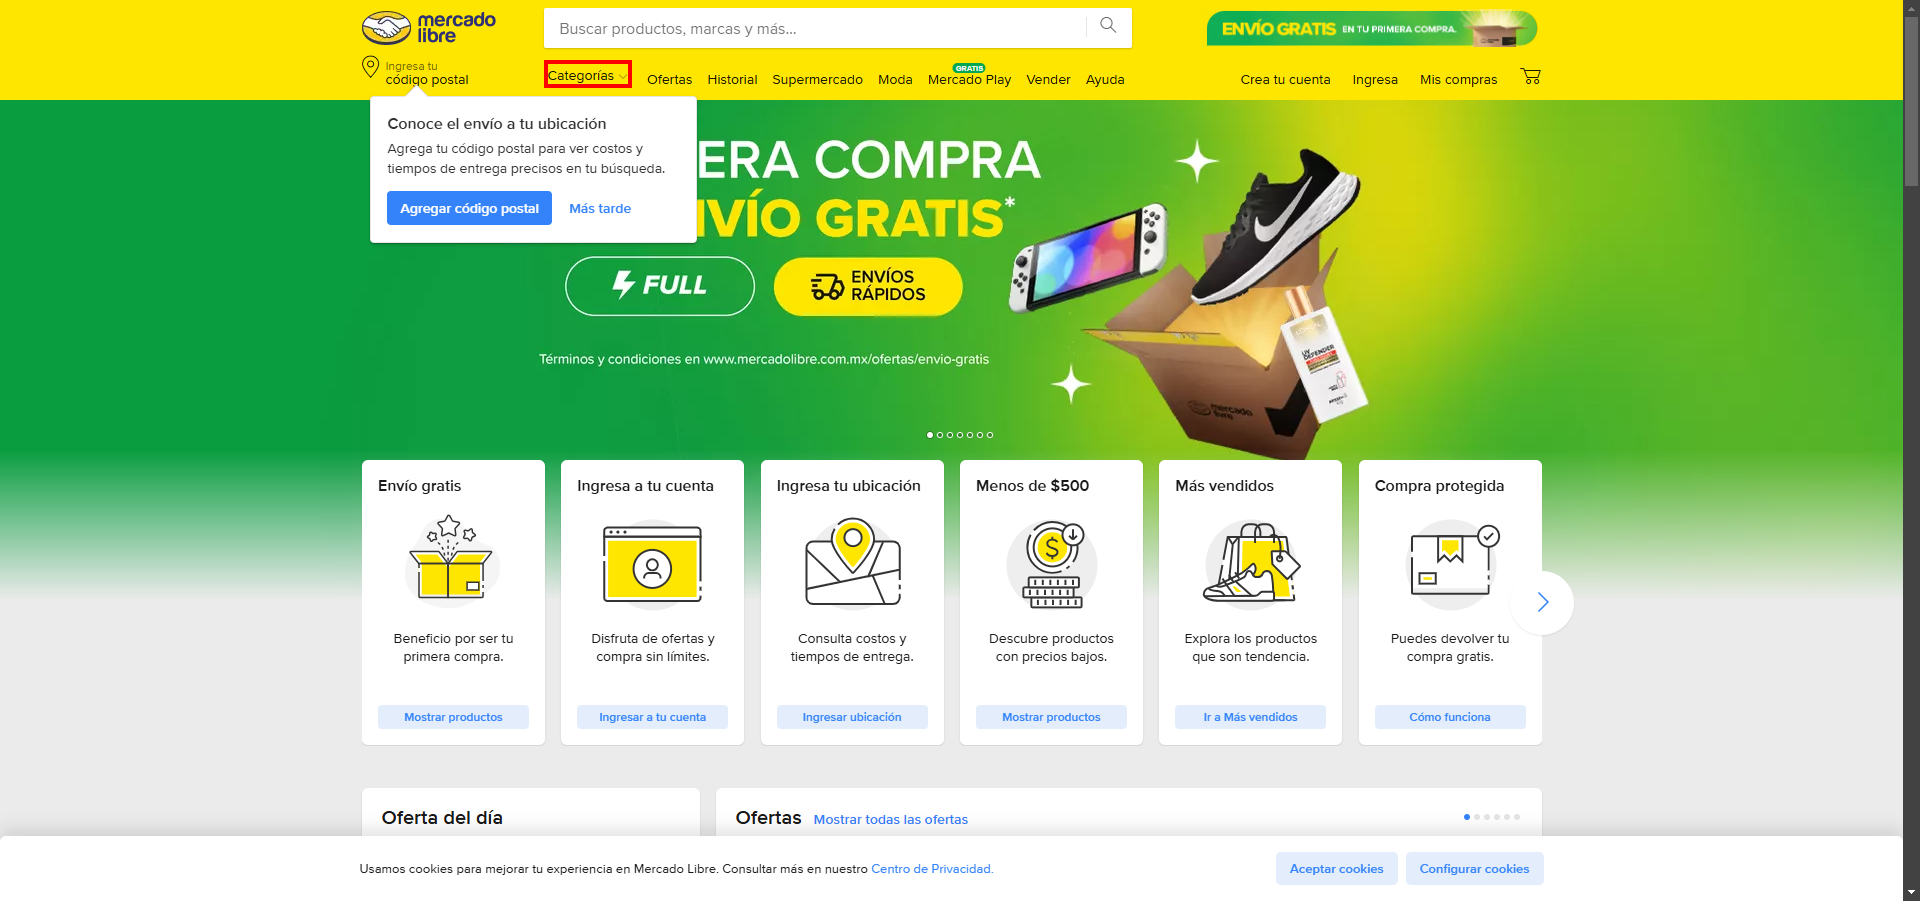 mercado
libre
Buscar productos, marcas y más...
ENVÍO GRATIS EN TU PRIMERA COMPRA.
Ingresa tu
código postal
Categorías
Ofertas
Historial
Supermercado
Moda
GRATIS
Mercado Play
Vender
Ayuda
Crea tu cuenta
Ingresa
Mis compras
Conoce el envío a tu ubicación
Agrega tu código postal para ver costos y
tiempos de entrega precisos en tu búsqueda.
Agregar código postal
Más tarde
ERA COMPRA
NVÍO GRATIS*
FULL
ENVÍOS
RÁPIDOS
Términos y condiciones en www.mercadolibre.com.mx/ofertas/envio-gratis
UV
DEFENDER
mercado
libre
Envío gratis
Beneficio por ser tu
primera compra.
Mostrar productos
Ingresa a tu cuenta
Disfruta de ofertas y
compra sin límites.
Ingresar a tu cuenta
Ingresa tu ubicación
Consulta costos y
tiempos de entrega.
Ingresar ubicación
Menos de $500
$
Descubre productos
con precios bajos.
Mostrar productos
Más vendidos
Explora los productos
que son tendencia.
Ir a Más vendidos
Compra protegida
Puedes devolver tu
compra gratis.
Cómo funciona
Oferta del día
Ofertas
Mostrar todas las ofertas
Usamos cookies para mejorar tu experiencia en Mercado Libre. Consultar más en nuestro Centro de Privacidad.
Aceptar cookies
Configurar cookies